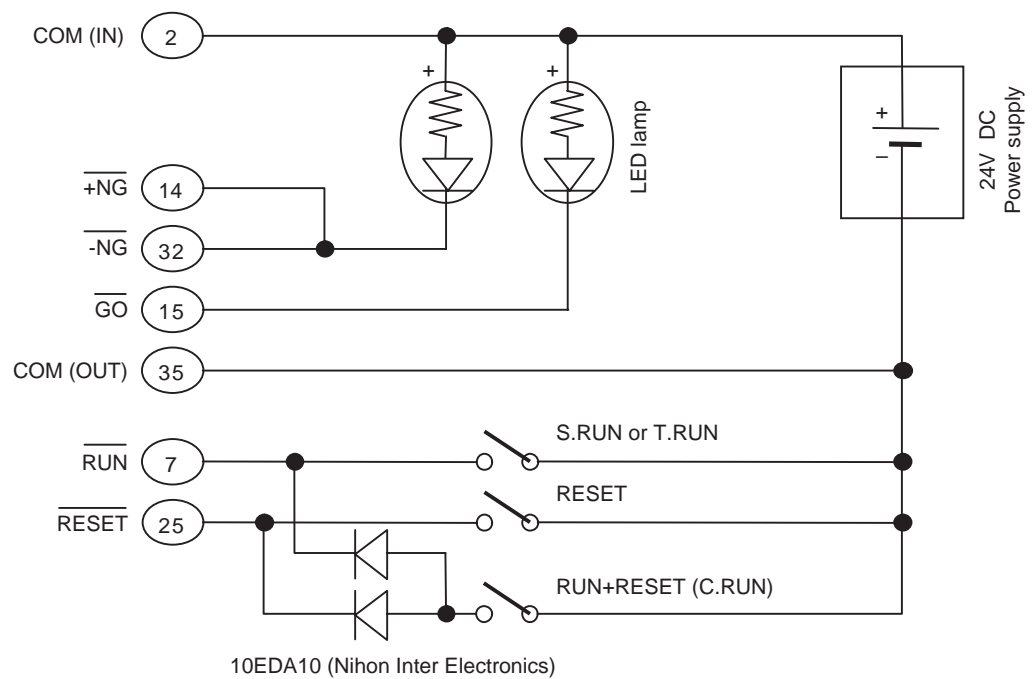 COM (IN) 2
+ +
LED lamp
+
–
24V DC
Power supply
+NG 14
-NG 32
GO 15
COM (OUT) 35
S.RUN or T.RUN
RUN 7
RESET
RESET 25
RUN+RESET (C.RUN)
10EDA10 (Nihon Inter Electronics)